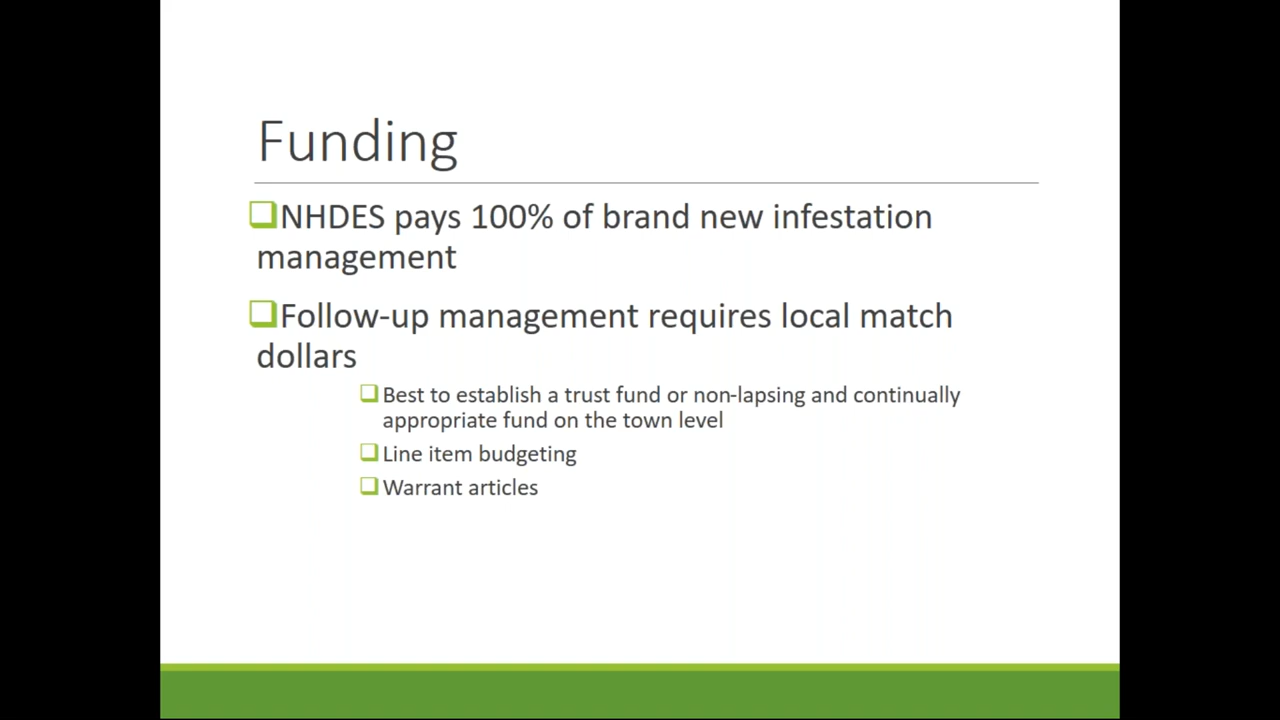 Funding
NHDES pays 100% of brand new infestation
management
Follow-up management requires local match
dollars
Best to establish a trust fund or non-lapsing and continually
appropriate fund on the town level
Line item budgeting
Warrant articles